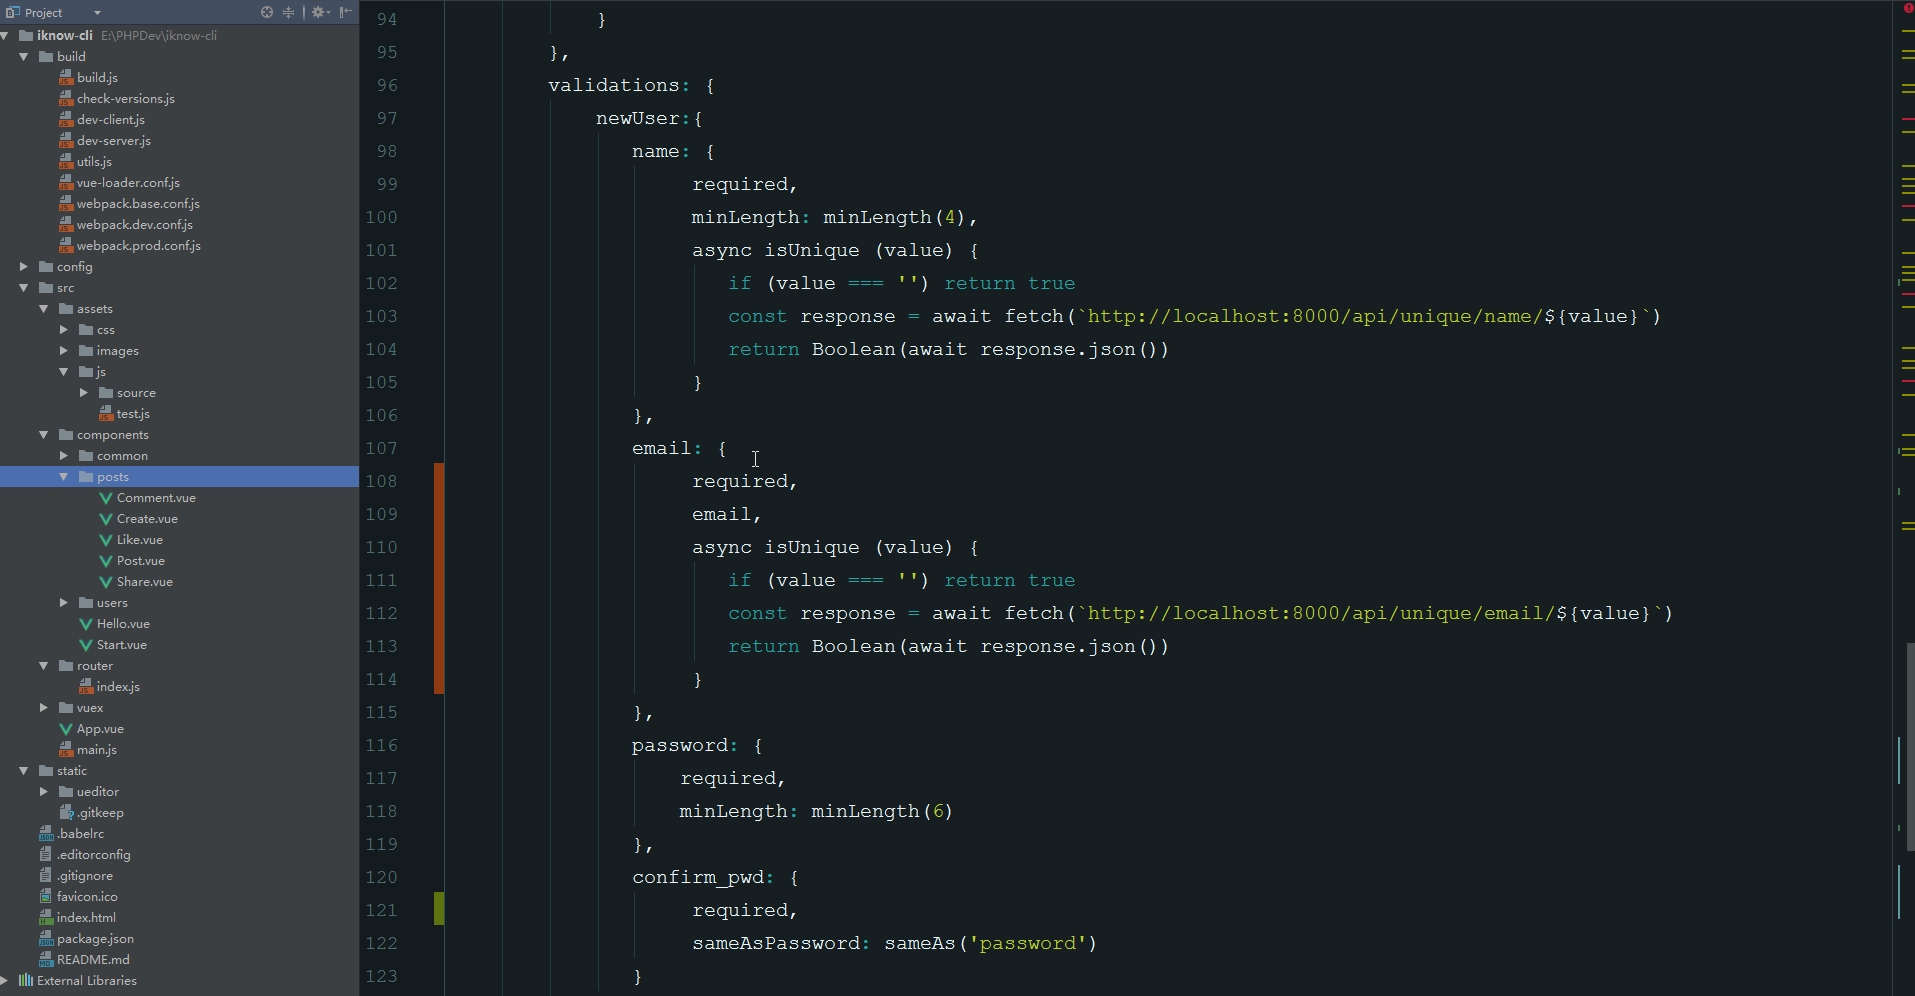 Project
iknow-cli E:\PHPDev\iknow-cli
build
build.js
check-versions.js
dev-client.js
dev-server.js
utils.js
vue-loader.conf.js
webpack.base.conf.js
webpack.dev.conf.js
webpack.prod.conf.js
config
src
assets
css
images
js
source
test.js
components
common
posts
Comment.vue
Create.vue
Like.vue
Post.vue
Share.vue
users
Hello.vue
Start.vue
router
index.js
vuex
App.vue
main.js
static
ueditor
.gitkeep
.babelrc
.editorconfig
.gitignore
favicon.ico
index.html
package.json
README.md
External Libraries
94 }
95 },
96 validations: {
97 newUser:{
98 name: {
99 required,
100 minLength: minLength(4),
101 async isUnique (value) {
102 if (value === '') return true
103 const response = await fetch(`http://localhost:8000/api/unique/name/${value}`)
104 return Boolean(await response.json())
105 }
106 },
107 email: {
108 required,
109 email,
110 async isUnique (value) {
111 if (value === '') return true
112 const response = await fetch(`http://localhost:8000/api/unique/email/${value}`)
113 return Boolean(await response.json())
114 }
115 },
116 password: {
117 required,
118 minLength: minLength(6)
119 },
120 confirm_pwd: {
121 required,
122 sameAsPassword: sameAs('password')
123 }